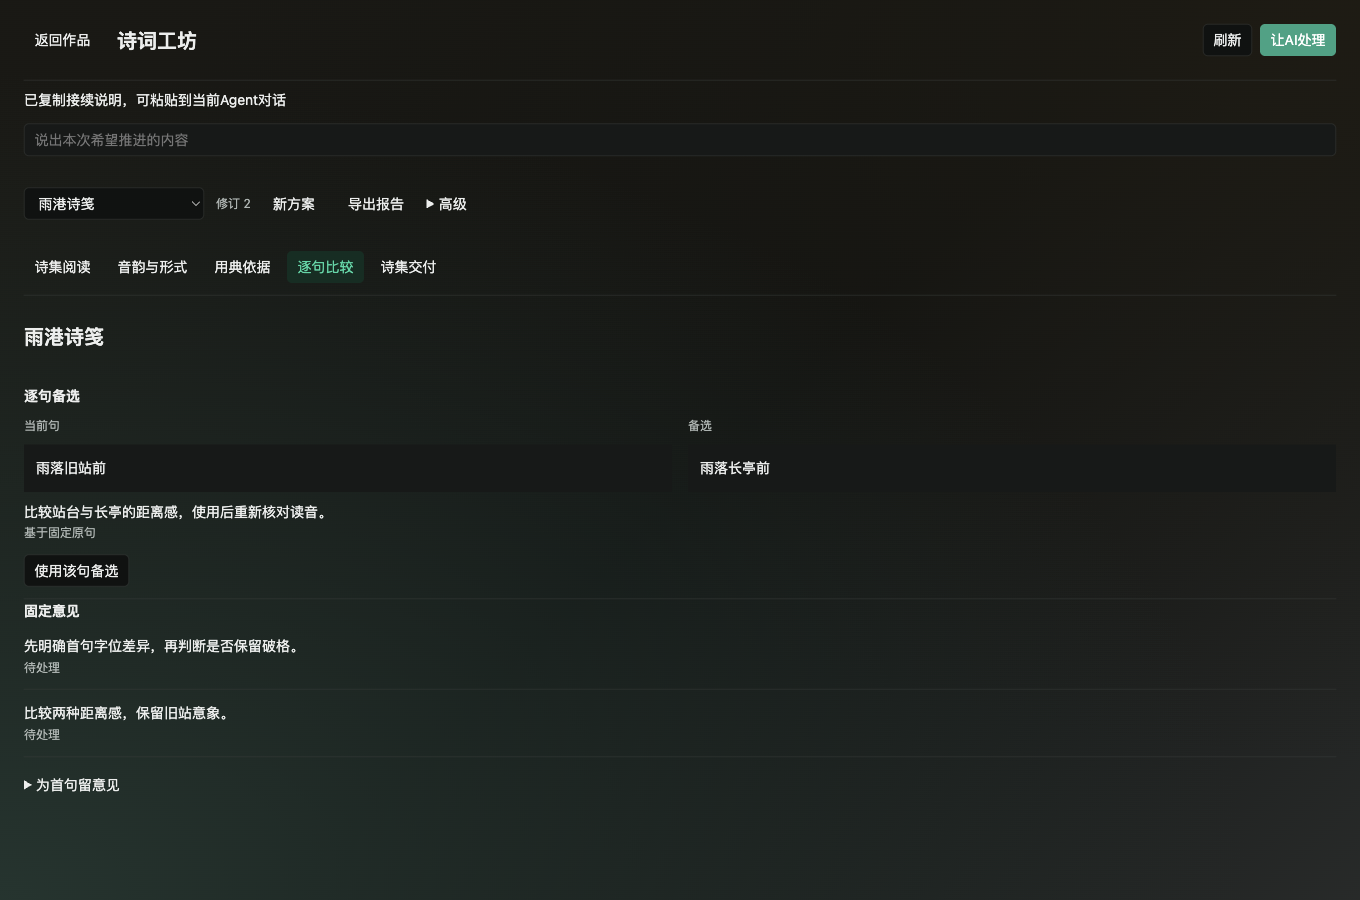 返回作品
诗词工坊
刷新
让AI处理
已复制接续说明，可粘贴到当前Agent对话
说出本次希望推进的内容
雨港诗笺
修订 2
新方案
导出报告
高级
诗集阅读
音韵与形式
用典依据
逐句比较
诗集交付
雨港诗笺
逐句备选
当前句
备选
雨落旧站前
雨落长亭前
比较站台与长亭的距离感，使用后重新核对读音。
基于固定原句
使用该句备选
固定意见
先明确首句字位差异，再判断是否保留破格。
待处理
比较两种距离感，保留旧站意象。
待处理
为首句留意见